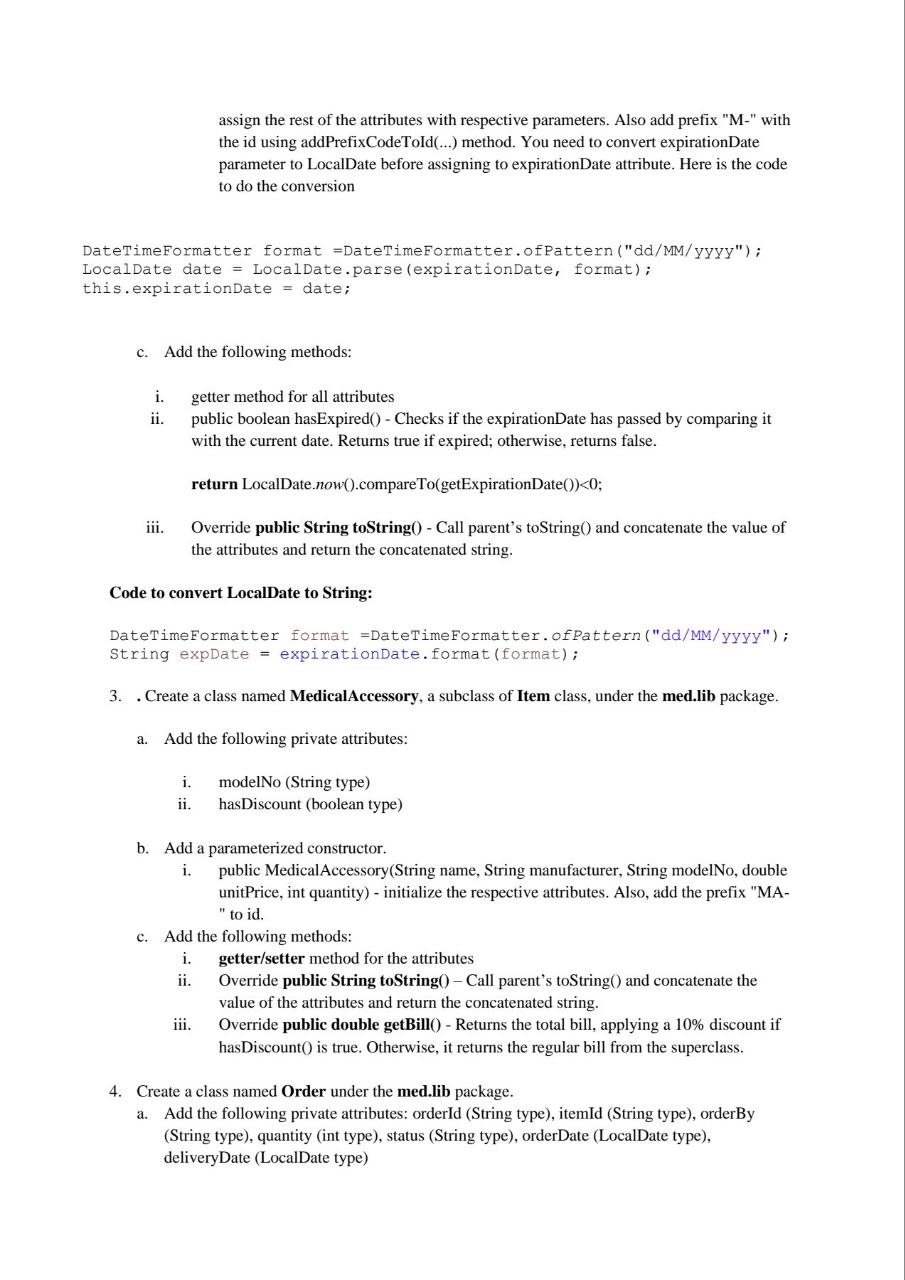 assign the rest of the attributes with respective parameters. Also add prefix "M-" with
the id using addPrefixCodeToId(...) method. You need to convert expirationDate
parameter to LocalDate before assigning to expirationDate attribute. Here is the code
to do the conversion
DateTimeFormatter format =DateTimeFormatter.ofPattern("dd/MM/yyyy");
LocalDate date = LocalDate.parse(expirationDate, format);
this.expirationDate = date;
c. Add the following methods:
i. getter method for all attributes
ii. public boolean hasExpired() - Checks if the expirationDate has passed by comparing it
with the current date. Returns true if expired; otherwise, returns false.
return LocalDate.now().compareTo(getExpirationDate())<0;
iii. Override public String toString() - Call parent's toString() and concatenate the value of
the attributes and return the concatenated string.
Code to convert LocalDate to String:
DateTimeFormatter format =DateTimeFormatter.ofPattern("dd/MM/yyyy");
String expDate = expirationDate.format(format);
3. . Create a class named MedicalAccessory, a subclass of Item class, under the med.lib package.
a. Add the following private attributes:
i. modelNo (String type)
ii. hasDiscount (boolean type)
b. Add a parameterized constructor.
i. public MedicalAccessory(String name, String manufacturer, String modelNo, double
unitPrice, int quantity) - initialize the respective attributes. Also, add the prefix "MA-
" to id.
c. Add the following methods:
i. getter/setter method for the attributes
ii. Override public String toString() – Call parent's toString() and concatenate the
value of the attributes and return the concatenated string.
iii. Override public double getBill() - Returns the total bill, applying a 10% discount if
hasDiscount() is true. Otherwise, it returns the regular bill from the superclass.
4. Create a class named Order under the med.lib package.
a. Add the following private attributes: orderId (String type), itemId (String type), orderBy
(String type), quantity (int type), status (String type), orderDate (LocalDate type),
deliveryDate (LocalDate type)